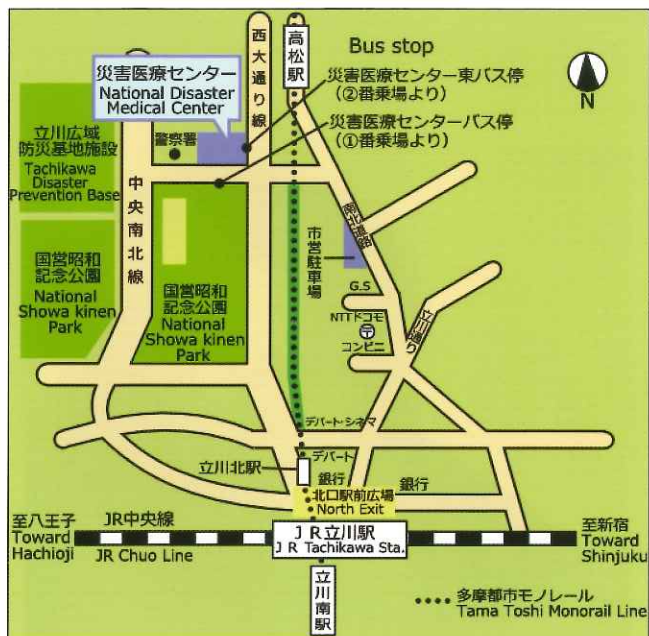 西大通り線
高松駅
Bus stop
災害医療センター
National Disaster
Medical Center
災害医療センター東バス停
(②番乗場より)
災害医療センターバス停
(①番乗場より)
N
立川広域
防災基地施設
Tachikawa
Disaster
Prevention Base
警察署
中央南北線
南北道路
市営駐車場
国営昭和
記念公園
National
Showa kinen
Park
国営昭和
記念公園
National
Showa kinen
Park
G.S
NTTドコモ
〒
コンビニ
立川通り
デパート・シネマ
デパート
立川北駅
銀行
銀行
北口駅前広場
North Exit
至八王子
Toward
Hachioji
JR中央線
JR Chuo Line
JR立川駅
JR Tachikawa Sta.
至新宿
Toward
Shinjuku
立川南駅
多摩都市モノレール
Tama Toshi Monorail Line